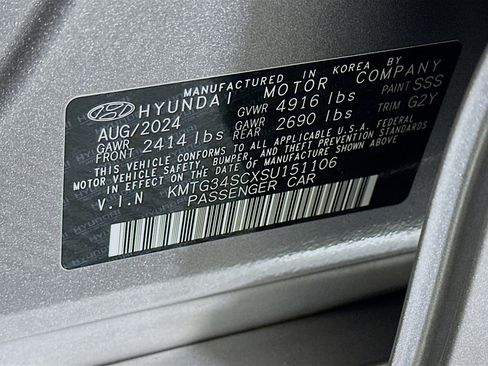 MANUFACTURED IN KOREA BY
HYUNDAI MOTOR COMPANY
AUG/2024 GVWR 4916 lbs PAINT SSS
GAWR FRONT 2414 lbs GAWR REAR 2690 lbs TRIM G2Y
THIS VEHICLE CONFORMS TO ALL APPLICABLE U.S.A. FEDERAL
MOTOR VEHICLE SAFETY, BUMPER, AND THEFT PREVENTION STANDARDS
IN EFFECT ON THE DATE OF MANUFACTURE SHOWN ABOVE.
V.I.N KMTG34SCXSU151106
PASSENGER CAR